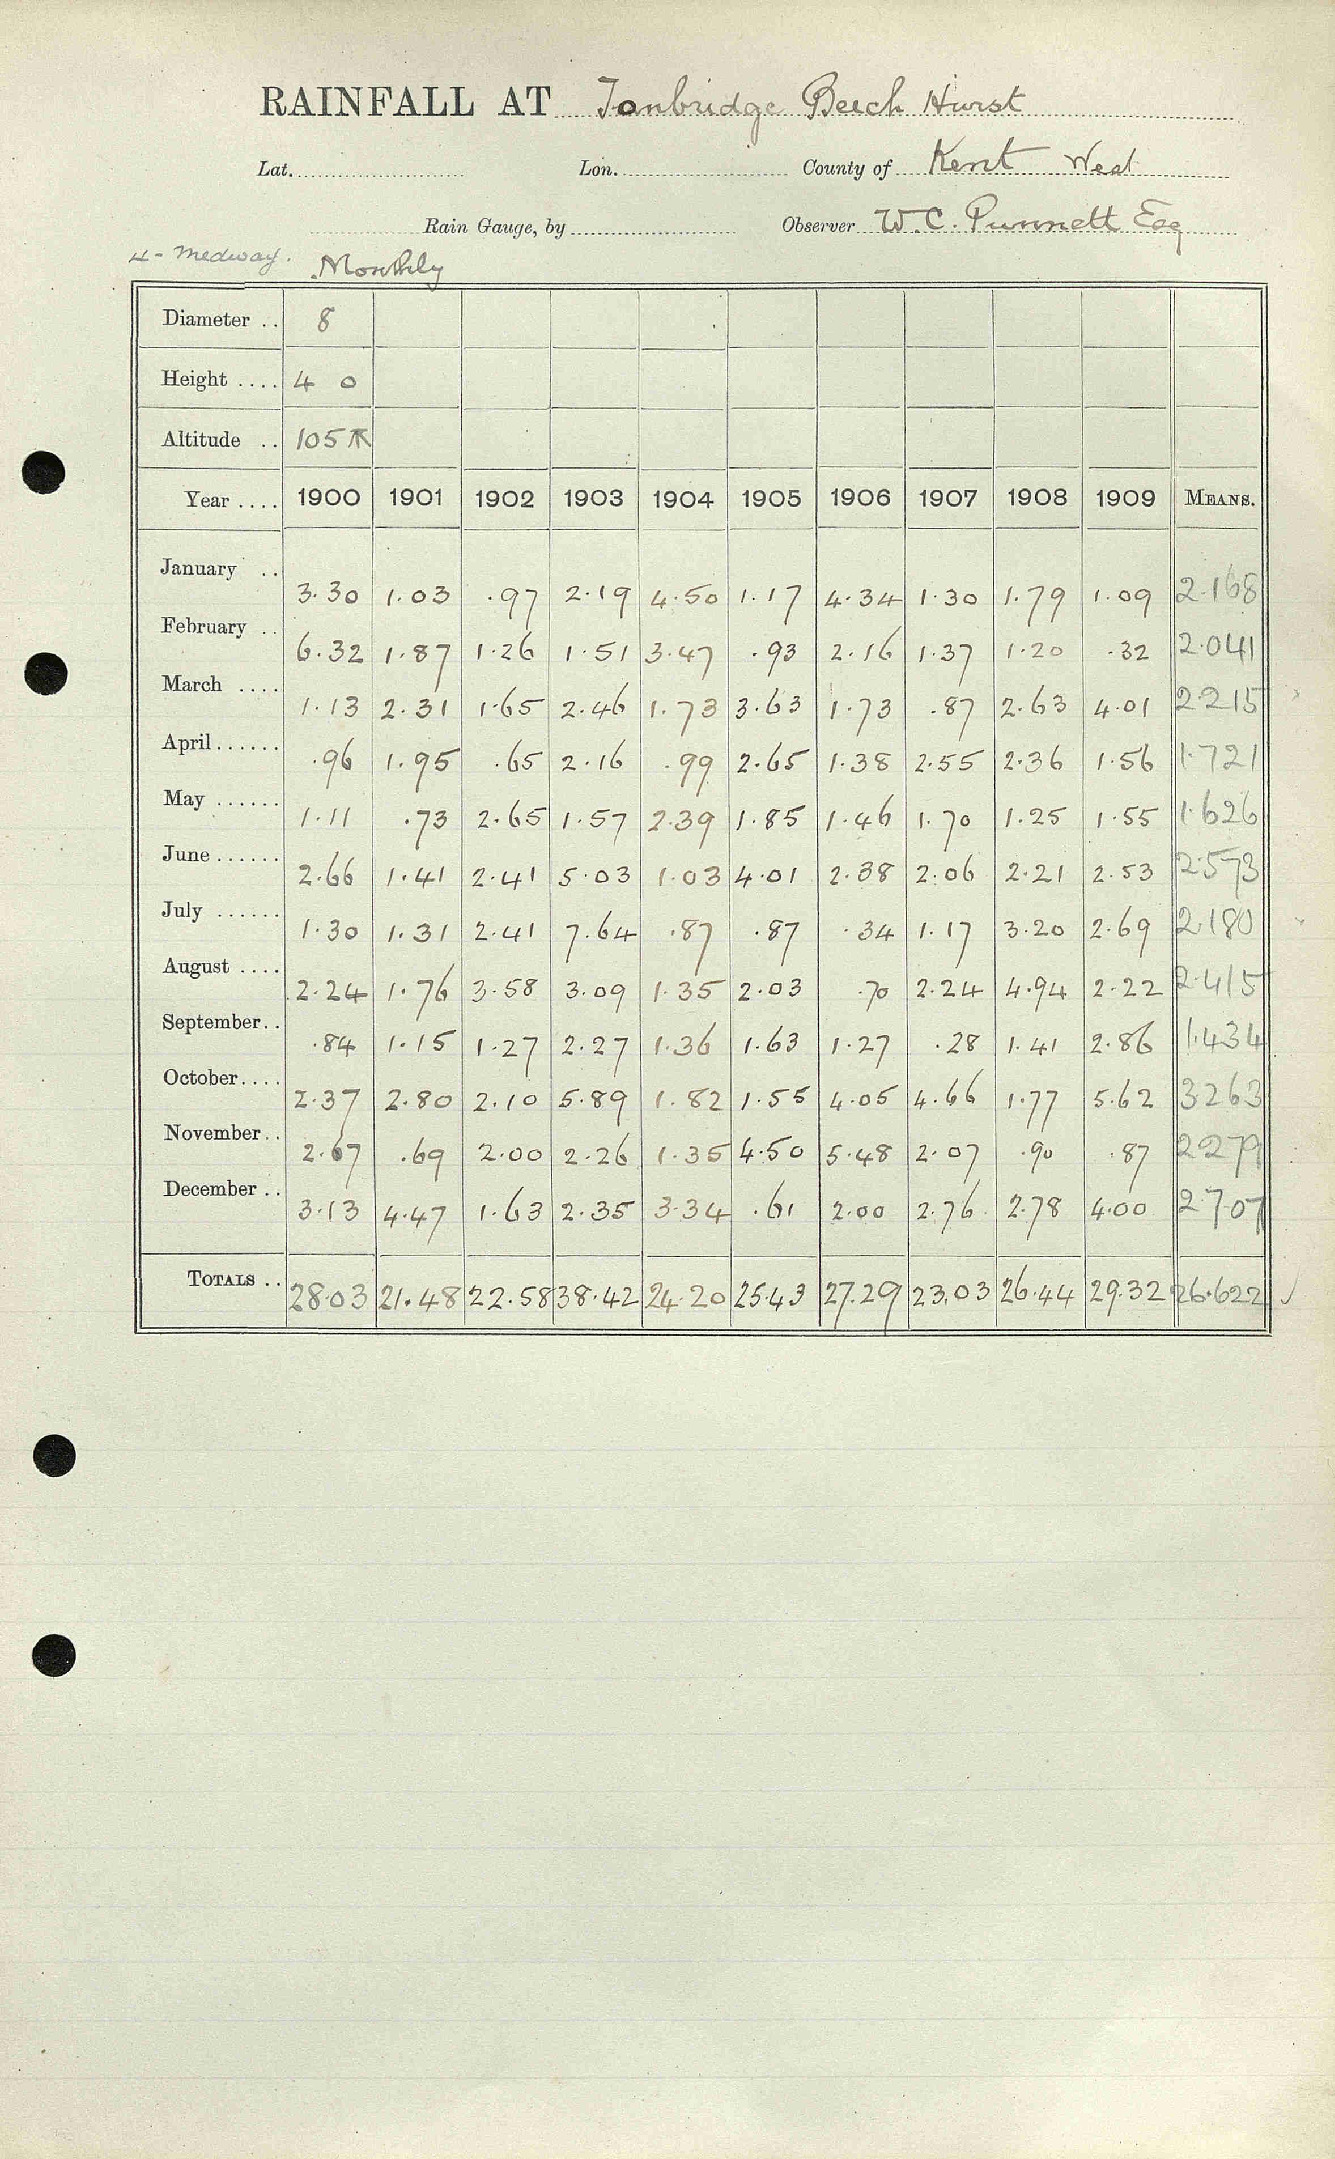 RAINFALL AT Tonbridge Beech Hurst
Lat. Lon. County of Kent West
Rain Gauge, by Observer W. C. Punnett Esq
4 - Medway. Monthly
Diameter .. 8
Height .... 4 0
Altitude .. 105
Year .... 1900 1901 1902 1903 1904 1905 1906 1907 1908 1909 MEANS.
January .. 3.30 1.03 .97 2.19 4.50 1.17 4.34 1.30 1.79 1.09 2.168
February .. 6.32 1.87 1.26 1.51 3.47 .93 2.16 1.37 1.20 .32 2.041
March .... 1.13 2.31 1.65 2.46 1.73 3.63 1.73 .87 2.63 4.01 2.215
April...... .96 1.95 .65 2.16 .99 2.65 1.38 2.55 2.36 1.56 1.721
May ...... 1.11 .73 2.65 1.57 2.39 1.85 1.46 1.70 1.25 1.55 1.626
June...... 2.66 1.41 2.41 5.03 1.03 4.01 2.38 2.06 2.21 2.53 2.573
July ...... 1.30 1.31 2.41 7.64 .87 .87 .34 1.17 3.20 2.69 2.180
August .... 2.24 1.76 3.58 3.09 1.35 2.03 .70 2.24 4.94 2.22 2.415
September.. .84 1.15 1.27 2.27 1.36 1.63 1.27 .28 1.41 2.86 1.434
October.... 2.37 2.80 2.10 5.89 1.82 1.55 4.05 4.66 1.77 5.62 3263
November.. 2.67 .69 2.00 2.26 1.35 4.50 5.48 2.07 .90 .87 2279
December .. 3.13 4.47 1.63 2.35 3.34 .61 2.00 2.76 2.78 4.00 2.707
TOTALS .. 28.03 21.48 22.58 38.42 24.20 25.43 27.29 23.03 26.44 29.32 26.622